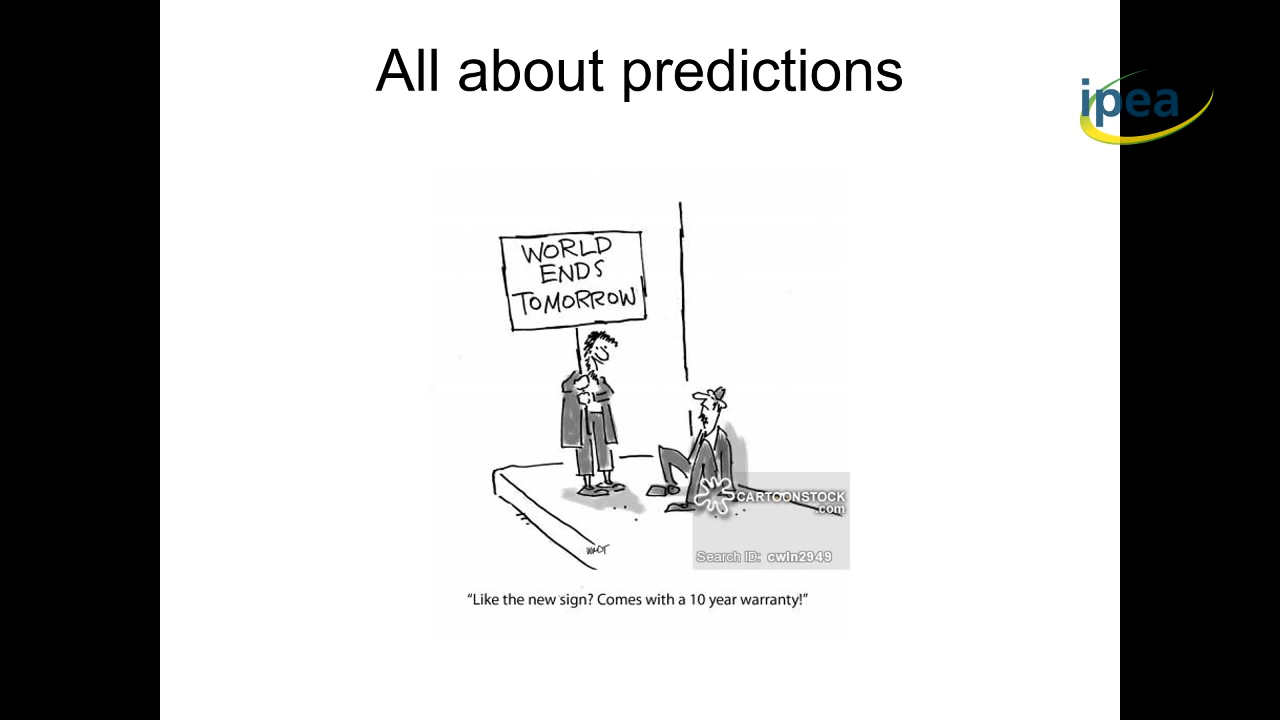 All about predictions
ipea
WORLD
ENDS
TOMORROW
CARTOONSTOCK
.com
Search ID: cwln2949
“Like the new sign? Comes with a 10 year warranty!”